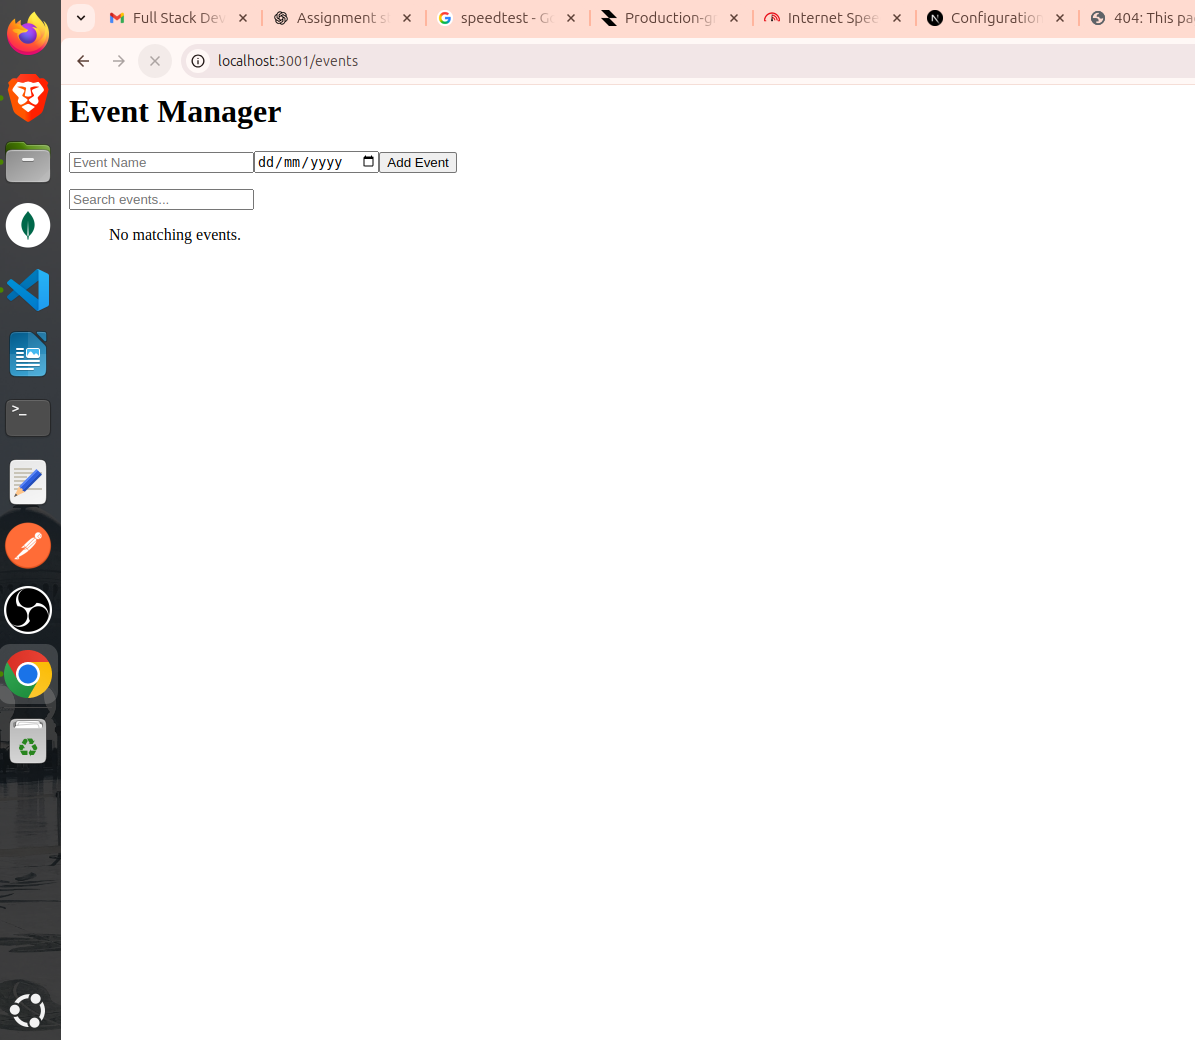 Full Stack Dev
Assignment s
speedtest - Go
Production-gr
Internet Spee
Configuration
404: This pa
localhost:3001/events
Event Manager
Event Name
dd/mm/yyyy
Add Event
Search events...
No matching events.
>_